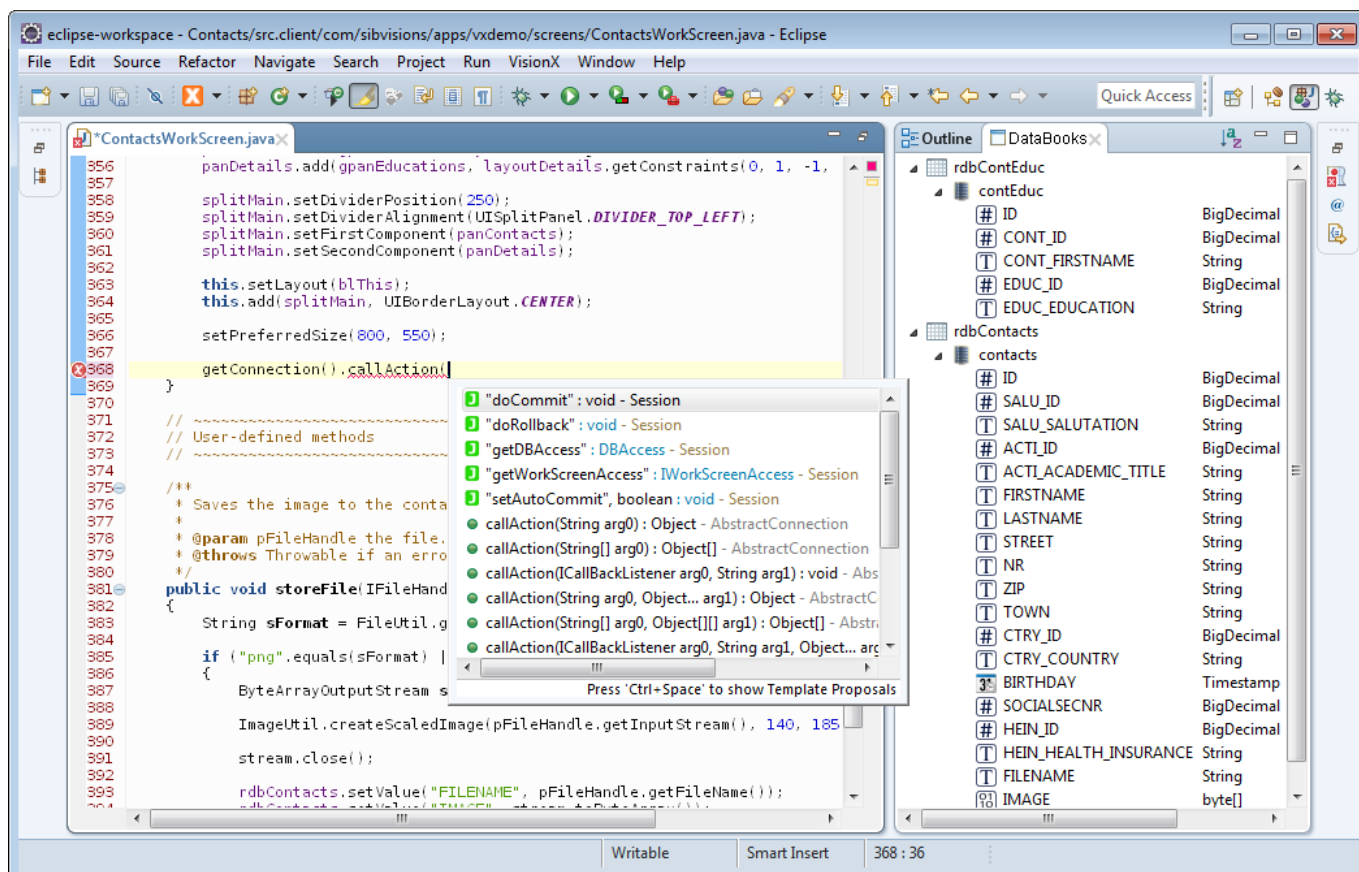 eclipse-workspace - Contacts/src.client/com/sibvisions/apps/vxdemo/screens/ContactsWorkScreen.java - Eclipse
File Edit Source Refactor Navigate Search Project Run VisionX Window Help
Quick Access
*ContactsWorkScreen.java
356 panDetails.add(gpanEducations, layoutDetails.getConstraints(0, 1, -1,
357
358 splitMain.setDividerPosition(250);
359 splitMain.setDividerAlignment(UISplitPanel.DIVIDER_TOP_LEFT);
360 splitMain.setFirstComponent(panContacts);
361 splitMain.setSecondComponent(panDetails);
362
363 this.setLayout(blThis);
364 this.add(splitMain, UIBorderLayout.CENTER);
365
366 setPreferredSize(800, 550);
367
368 getConnection().callAction(
369 }
370
371 // ~~~~~~~~~~~~~~~~~~~~~~~~~~~~
372 // User-defined methods
373 // ~~~~~~~~~~~~~~~~~~~~~~~~~~~~
374
375 /**
376 * Saves the image to the conta
377 *
378 * @param pFileHandle the file.
379 * @throws Throwable if an erro
380 */
381 public void storeFile(IFileHand
382 {
383 String sFormat = FileUtil.g
384
385 if ("png".equals(sFormat) |
386 {
387 ByteArrayOutputStream s
388
389 ImageUtil.createScaledImage(pFileHandle.getInputStream(), 140, 185
390
391 stream.close();
392
393 rdbContacts.setValue("FILENAME", pFileHandle.getFileName());
"doCommit" : void - Session
"doRollback" : void - Session
"getDBAccess" : DBAccess - Session
"getWorkScreenAccess" : IWorkScreenAccess - Session
"setAutoCommit", boolean : void - Session
callAction(String arg0) : Object - AbstractConnection
callAction(String[] arg0) : Object[] - AbstractConnection
callAction(ICallBackListener arg0, String arg1) : void - Abs
callAction(String arg0, Object... arg1) : Object - AbstractC
callAction(String[] arg0, Object[][] arg1) : Object[] - Abstra
callAction(ICallBackListener arg0, String arg1, Object... arg
Press 'Ctrl+Space' to show Template Proposals
Outline DataBooks
rdbContEduc
contEduc
# ID BigDecimal
# CONT_ID BigDecimal
T CONT_FIRSTNAME String
# EDUC_ID BigDecimal
T EDUC_EDUCATION String
rdbContacts
contacts
# ID BigDecimal
# SALU_ID BigDecimal
T SALU_SALUTATION String
# ACTI_ID BigDecimal
T ACTI_ACADEMIC_TITLE String
T FIRSTNAME String
T LASTNAME String
T STREET String
T NR String
T ZIP String
T TOWN String
# CTRY_ID BigDecimal
T CTRY_COUNTRY String
BIRTHDAY Timestamp
# SOCIALSECNR BigDecimal
# HEIN_ID BigDecimal
T HEIN_HEALTH_INSURANCE String
T FILENAME String
IMAGE byte[]
Writable Smart Insert 368 : 36